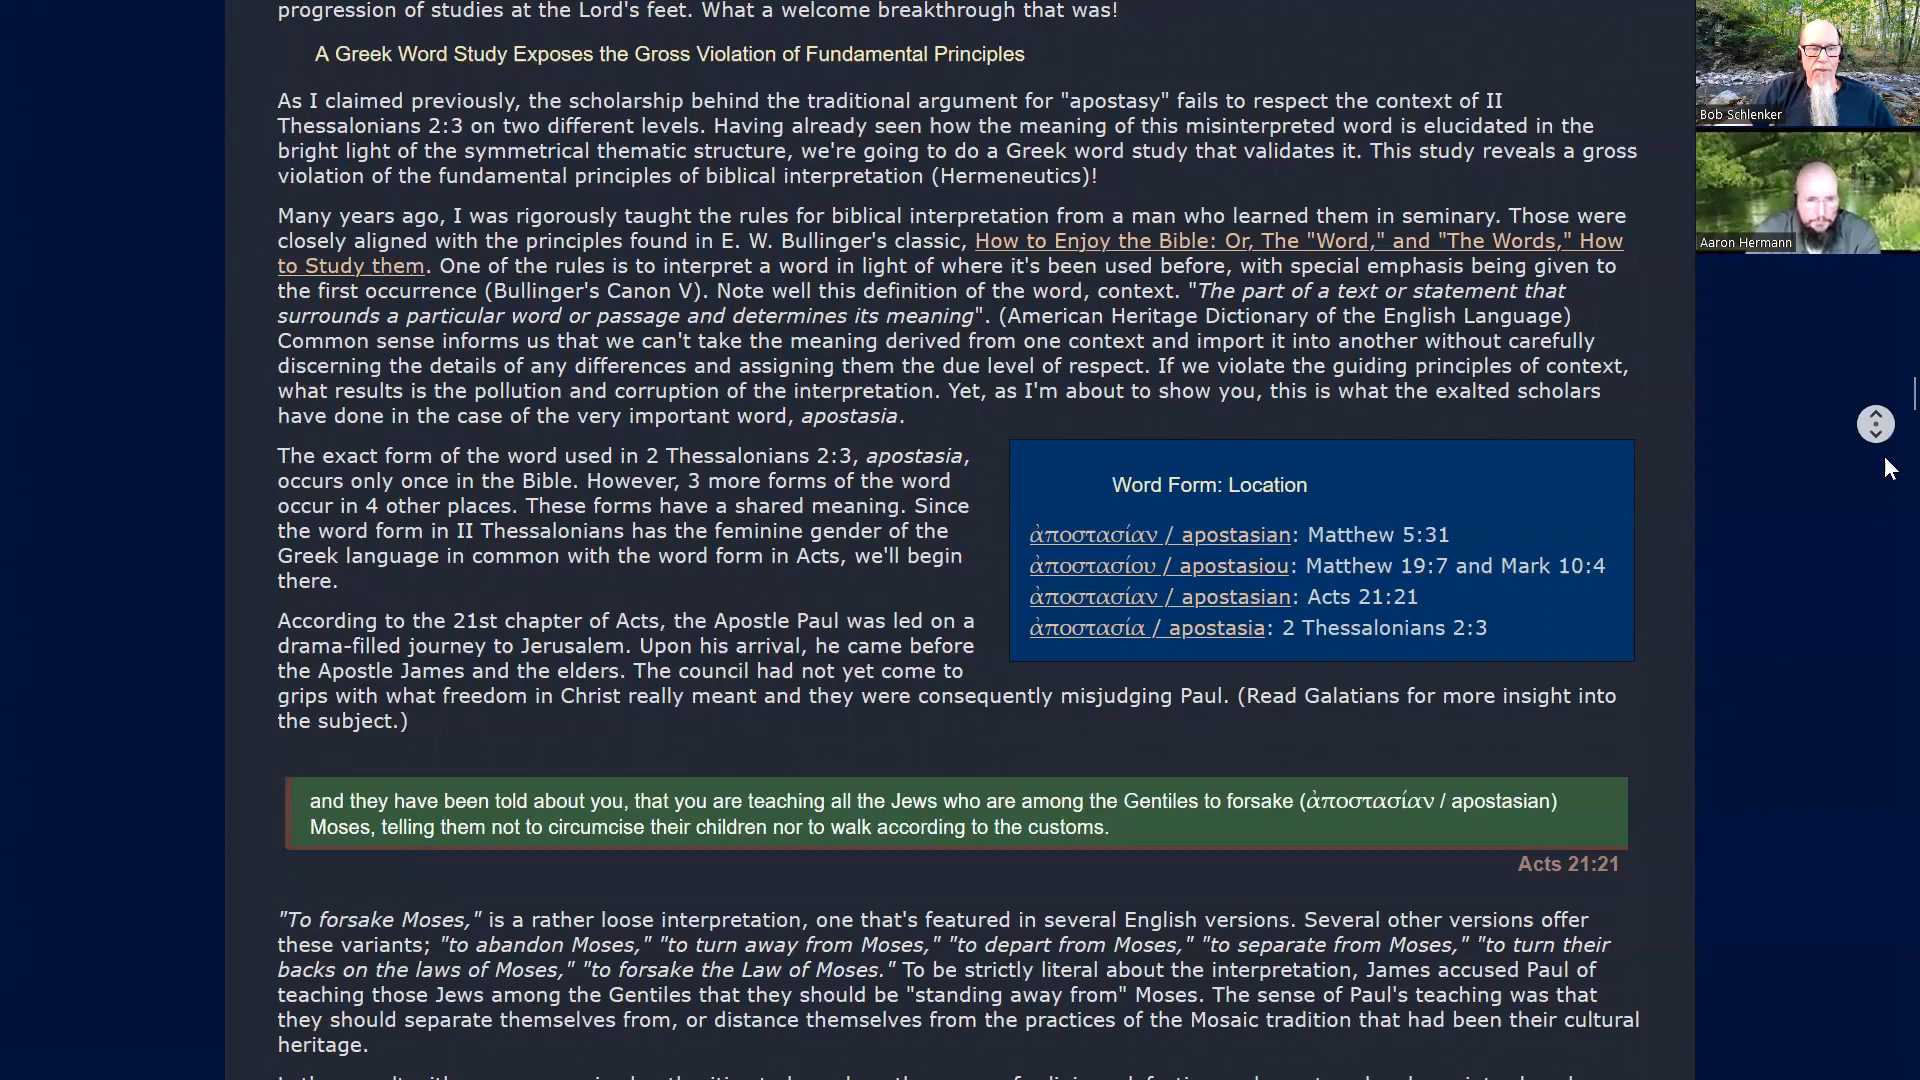 progression of studies at the Lord's feet. What a welcome breakthrough that was!
A Greek Word Study Exposes the Gross Violation of Fundamental Principles
As I claimed previously, the scholarship behind the traditional argument for "apostasy" fails to respect the context of II
Thessalonians 2:3 on two different levels. Having already seen how the meaning of this misinterpreted word is elucidated in the
bright light of the symmetrical thematic structure, we're going to do a Greek word study that validates it. This study reveals a gross
violation of the fundamental principles of biblical interpretation (Hermeneutics)!
Many years ago, I was rigorously taught the rules for biblical interpretation from a man who learned them in seminary. Those were
closely aligned with the principles found in E. W. Bullinger's classic, How to Enjoy the Bible: Or, The "Word," and "The Words," How
to Study them. One of the rules is to interpret a word in light of where it's been used before, with special emphasis being given to
the first occurrence (Bullinger's Canon V). Note well this definition of the word, context. "The part of a text or statement that
surrounds a particular word or passage and determines its meaning". (American Heritage Dictionary of the English Language)
Common sense informs us that we can't take the meaning derived from one context and import it into another without carefully
discerning the details of any differences and assigning them the due level of respect. If we violate the guiding principles of context,
what results is the pollution and corruption of the interpretation. Yet, as I'm about to show you, this is what the exalted scholars
have done in the case of the very important word, apostasia.
The exact form of the word used in 2 Thessalonians 2:3, apostasia,
occurs only once in the Bible. However, 3 more forms of the word
occur in 4 other places. These forms have a shared meaning. Since
the word form in II Thessalonians has the feminine gender of the
Greek language in common with the word form in Acts, we'll begin
there.
Word Form: Location
ἀποστασίαν / apostasian: Matthew 5:31
ἀποστασίου / apostasiou: Matthew 19:7 and Mark 10:4
ἀποστασίαν / apostasian: Acts 21:21
ἀποστασία / apostasia: 2 Thessalonians 2:3
According to the 21st chapter of Acts, the Apostle Paul was led on a
drama-filled journey to Jerusalem. Upon his arrival, he came before
the Apostle James and the elders. The council had not yet come to
grips with what freedom in Christ really meant and they were consequently misjudging Paul. (Read Galatians for more insight into
the subject.)
and they have been told about you, that you are teaching all the Jews who are among the Gentiles to forsake (ἀποστασίαν / apostasian)
Moses, telling them not to circumcise their children nor to walk according to the customs.
Acts 21:21
"To forsake Moses," is a rather loose interpretation, one that's featured in several English versions. Several other versions offer
these variants; "to abandon Moses," "to turn away from Moses," "to depart from Moses," "to separate from Moses," "to turn their
backs on the laws of Moses," "to forsake the Law of Moses." To be strictly literal about the interpretation, James accused Paul of
teaching those Jews among the Gentiles that they should be "standing away from" Moses. The sense of Paul's teaching was that
they should separate themselves from, or distance themselves from the practices of the Mosaic tradition that had been their cultural
heritage.
Bob Schlenker
Aaron Hermann